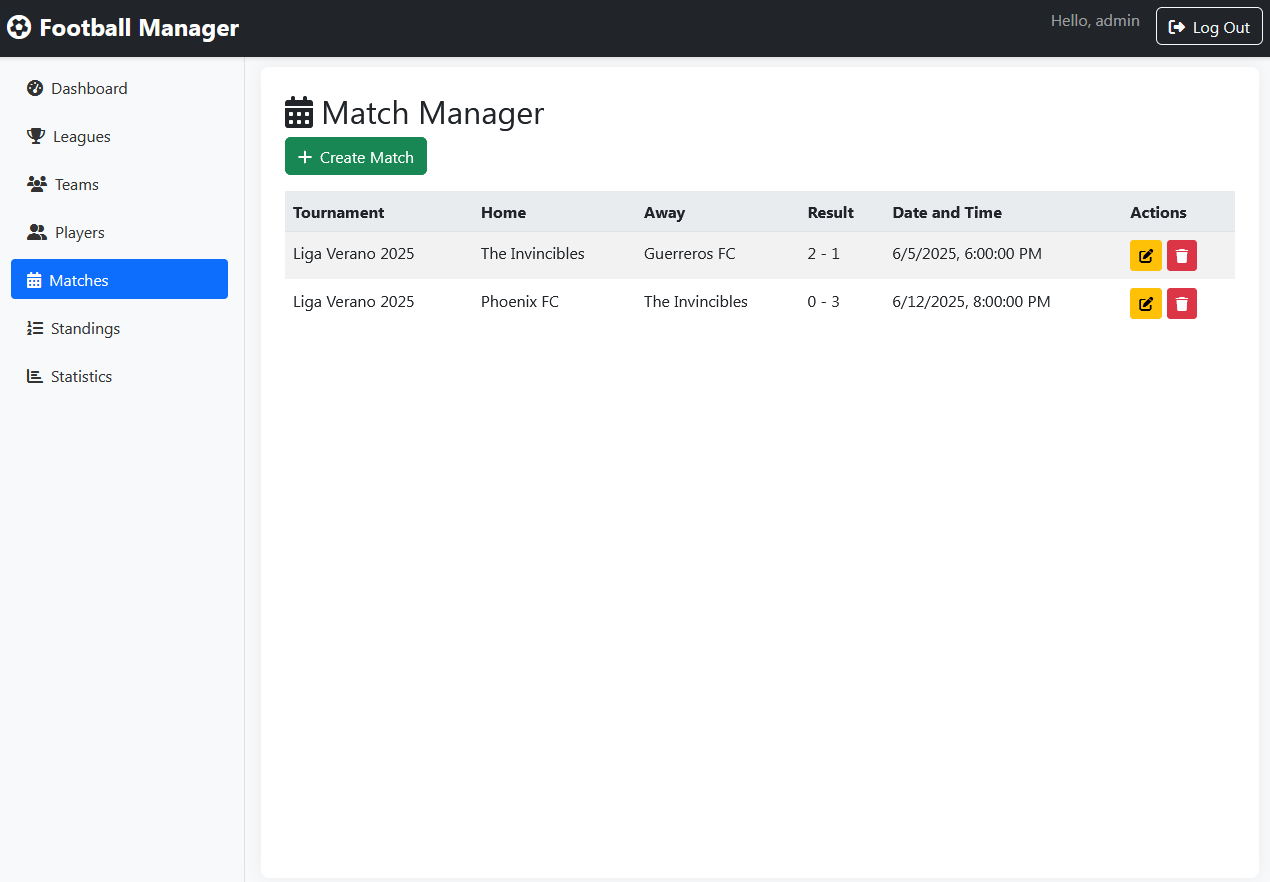 Football Manager
Hello, admin
Log Out
Dashboard
Leagues
Teams
Players
Matches
Standings
Statistics
Match Manager
Create Match
Tournament Home Away Result Date and Time Actions
Liga Verano 2025 The Invincibles Guerreros FC 2 - 1 6/5/2025, 6:00:00 PM
Liga Verano 2025 Phoenix FC The Invincibles 0 - 3 6/12/2025, 8:00:00 PM